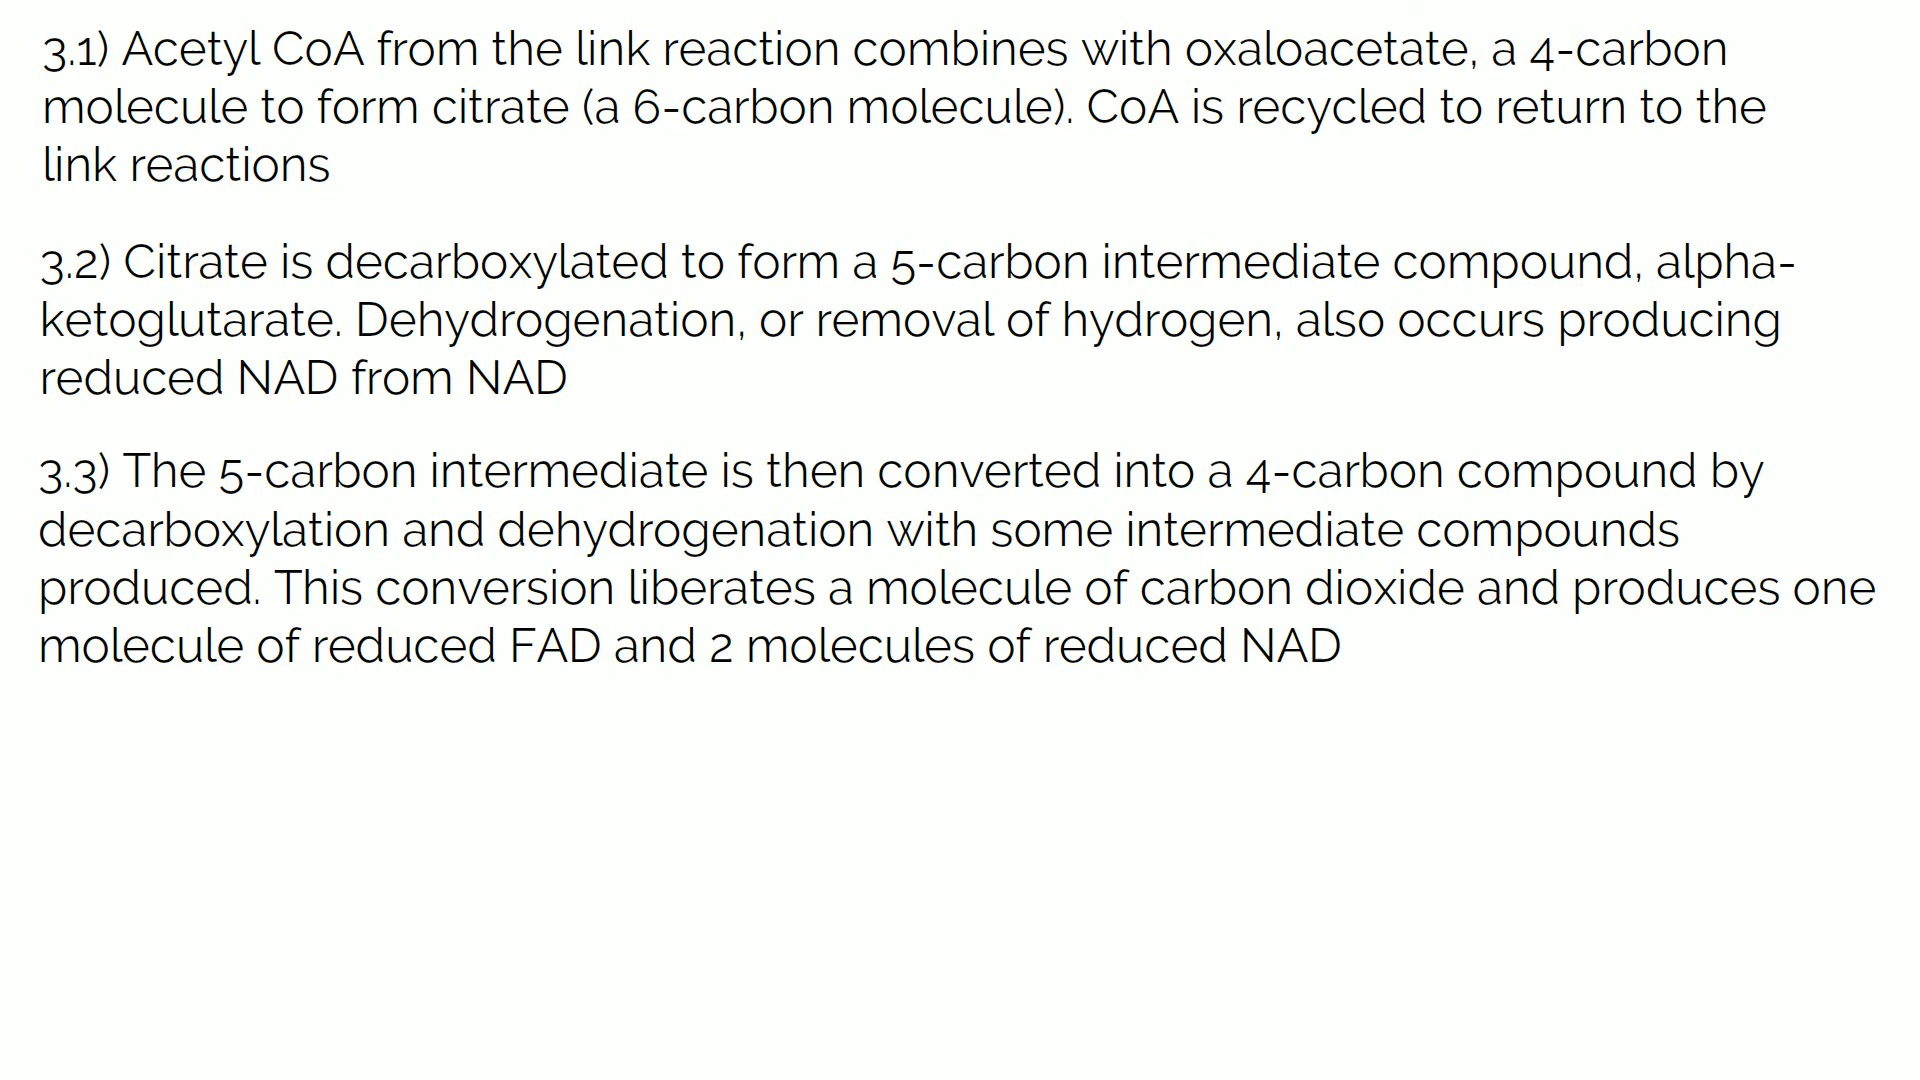 3.1) Acetyl CoA from the link reaction combines with oxaloacetate, a 4-carbon
molecule to form citrate (a 6-carbon molecule). CoA is recycled to return to the
link reactions
3.2) Citrate is decarboxylated to form a 5-carbon intermediate compound, alpha-
ketoglutarate. Dehydrogenation, or removal of hydrogen, also occurs producing
reduced NAD from NAD
3.3) The 5-carbon intermediate is then converted into a 4-carbon compound by
decarboxylation and dehydrogenation with some intermediate compounds
produced. This conversion liberates a molecule of carbon dioxide and produces one
molecule of reduced FAD and 2 molecules of reduced NAD